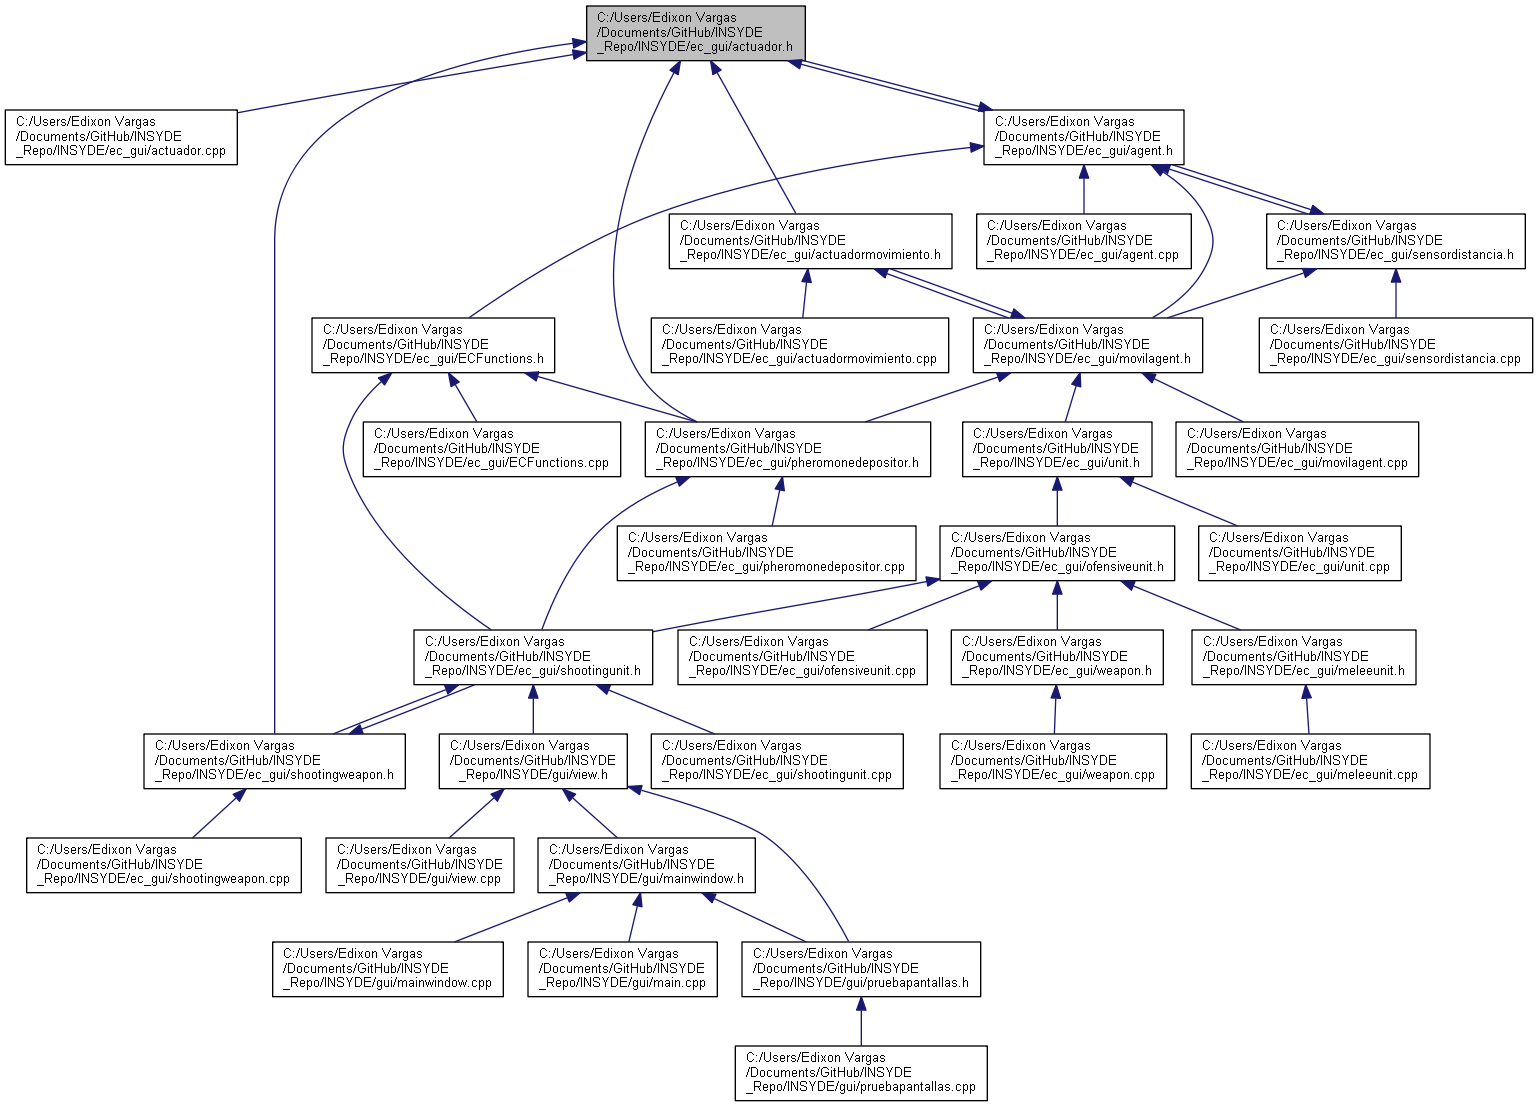 C:/Users/Edixon Vargas
/Documents/GitHub/INSYDE
_Repo/INSYDE/ec_gui/actuador.h
C:/Users/Edixon Vargas
/Documents/GitHub/INSYDE
_Repo/INSYDE/ec_gui/actuador.cpp
C:/Users/Edixon Vargas
/Documents/GitHub/INSYDE
_Repo/INSYDE/ec_gui/agent.h
C:/Users/Edixon Vargas
/Documents/GitHub/INSYDE
_Repo/INSYDE/ec_gui/actuadormovimiento.h
C:/Users/Edixon Vargas
/Documents/GitHub/INSYDE
_Repo/INSYDE/ec_gui/agent.cpp
C:/Users/Edixon Vargas
/Documents/GitHub/INSYDE
_Repo/INSYDE/ec_gui/sensordistancia.h
C:/Users/Edixon Vargas
/Documents/GitHub/INSYDE
_Repo/INSYDE/ec_gui/ECFunctions.h
C:/Users/Edixon Vargas
/Documents/GitHub/INSYDE
_Repo/INSYDE/ec_gui/actuadormovimiento.cpp
C:/Users/Edixon Vargas
/Documents/GitHub/INSYDE
_Repo/INSYDE/ec_gui/movilagent.h
C:/Users/Edixon Vargas
/Documents/GitHub/INSYDE
_Repo/INSYDE/ec_gui/sensordistancia.cpp
C:/Users/Edixon Vargas
/Documents/GitHub/INSYDE
_Repo/INSYDE/ec_gui/ECFunctions.cpp
C:/Users/Edixon Vargas
/Documents/GitHub/INSYDE
_Repo/INSYDE/ec_gui/pheromonedepositor.h
C:/Users/Edixon Vargas
/Documents/GitHub/INSYDE
_Repo/INSYDE/ec_gui/unit.h
C:/Users/Edixon Vargas
/Documents/GitHub/INSYDE
_Repo/INSYDE/ec_gui/movilagent.cpp
C:/Users/Edixon Vargas
/Documents/GitHub/INSYDE
_Repo/INSYDE/ec_gui/pheromonedepositor.cpp
C:/Users/Edixon Vargas
/Documents/GitHub/INSYDE
_Repo/INSYDE/ec_gui/ofensiveunit.h
C:/Users/Edixon Vargas
/Documents/GitHub/INSYDE
_Repo/INSYDE/ec_gui/unit.cpp
C:/Users/Edixon Vargas
/Documents/GitHub/INSYDE
_Repo/INSYDE/ec_gui/shootingunit.h
C:/Users/Edixon Vargas
/Documents/GitHub/INSYDE
_Repo/INSYDE/ec_gui/ofensiveunit.cpp
C:/Users/Edixon Vargas
/Documents/GitHub/INSYDE
_Repo/INSYDE/ec_gui/weapon.h
C:/Users/Edixon Vargas
/Documents/GitHub/INSYDE
_Repo/INSYDE/ec_gui/meleeunit.h
C:/Users/Edixon Vargas
/Documents/GitHub/INSYDE
_Repo/INSYDE/ec_gui/shootingweapon.h
C:/Users/Edixon Vargas
/Documents/GitHub/INSYDE
_Repo/INSYDE/gui/view.h
C:/Users/Edixon Vargas
/Documents/GitHub/INSYDE
_Repo/INSYDE/ec_gui/shootingunit.cpp
C:/Users/Edixon Vargas
/Documents/GitHub/INSYDE
_Repo/INSYDE/ec_gui/weapon.cpp
C:/Users/Edixon Vargas
/Documents/GitHub/INSYDE
_Repo/INSYDE/ec_gui/meleeunit.cpp
C:/Users/Edixon Vargas
/Documents/GitHub/INSYDE
_Repo/INSYDE/ec_gui/shootingweapon.cpp
C:/Users/Edixon Vargas
/Documents/GitHub/INSYDE
_Repo/INSYDE/gui/view.cpp
C:/Users/Edixon Vargas
/Documents/GitHub/INSYDE
_Repo/INSYDE/gui/mainwindow.h
C:/Users/Edixon Vargas
/Documents/GitHub/INSYDE
_Repo/INSYDE/gui/mainwindow.cpp
C:/Users/Edixon Vargas
/Documents/GitHub/INSYDE
_Repo/INSYDE/gui/main.cpp
C:/Users/Edixon Vargas
/Documents/GitHub/INSYDE
_Repo/INSYDE/gui/pruebapantallas.h
C:/Users/Edixon Vargas
/Documents/GitHub/INSYDE
_Repo/INSYDE/gui/pruebapantallas.cpp